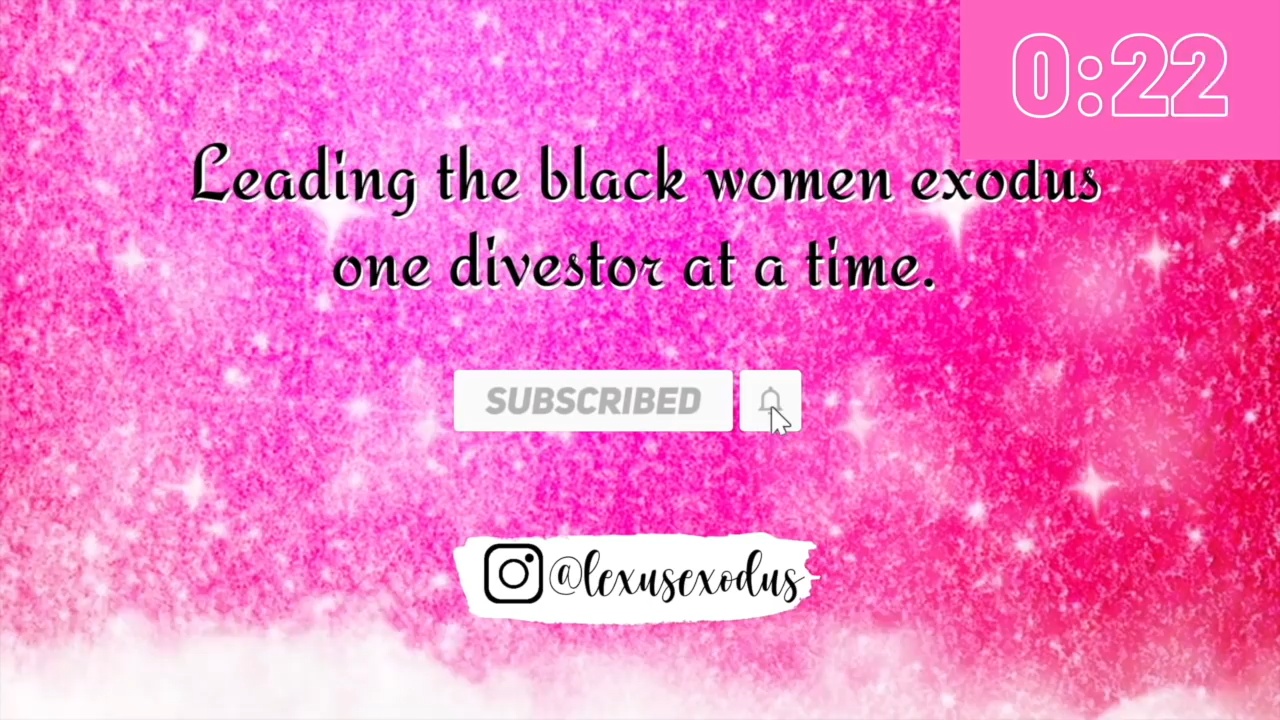 0:22
Leading the black women exodus
one divestor at a time.
SUBSCRIBED
@lexusexodus